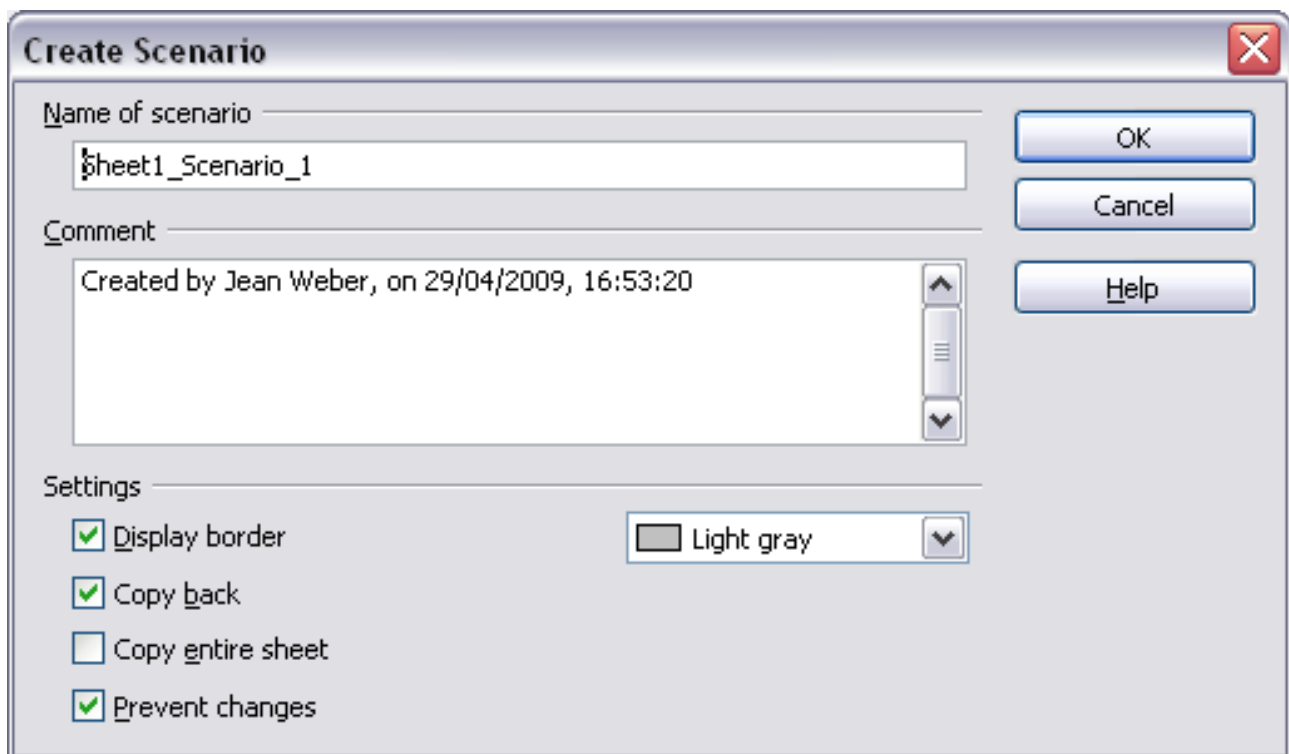 Create Scenario
Name of scenario
Sheet1_Scenario_1
OK
Cancel
Comment
Created by Jean Weber, on 29/04/2009, 16:53:20
Help
Settings
Display border
Light gray
Copy back
Copy entire sheet
Prevent changes